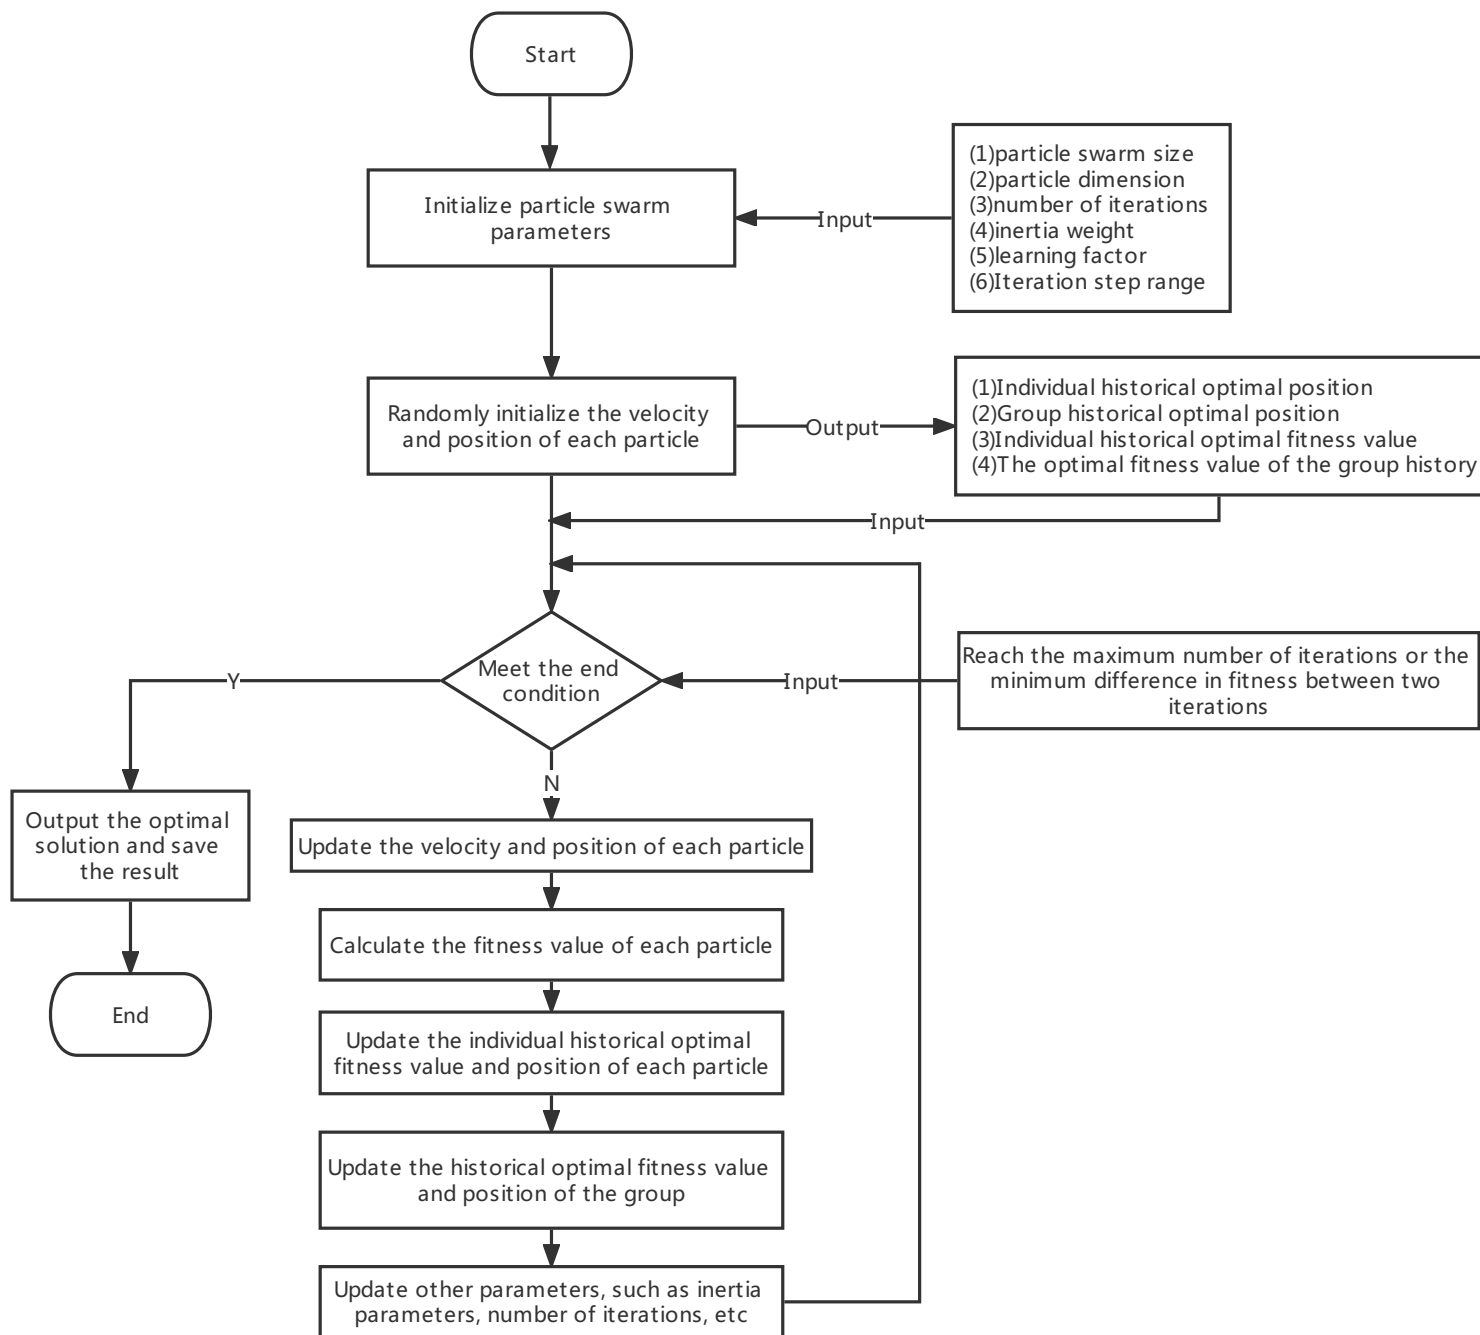 Start
Initialize particle swarm
parameters
Input
(1)particle swarm size
(2)particle dimension
(3)number of iterations
(4)inertia weight
(5)learning factor
(6)Iteration step range
Randomly initialize the velocity
and position of each particle
Output
(1)Individual historical optimal position
(2)Group historical optimal position
(3)Individual historical optimal fitness value
(4)The optimal fitness value of the group history
Input
Meet the end
condition
Input
Reach the maximum number of iterations or the
minimum difference in fitness between two
iterations
Y
N
Output the optimal
solution and save
the result
End
Update the velocity and position of each particle
Calculate the fitness value of each particle
Update the individual historical optimal
fitness value and position of each particle
Update the historical optimal fitness value
and position of the group
Update other parameters, such as inertia
parameters, number of iterations, etc